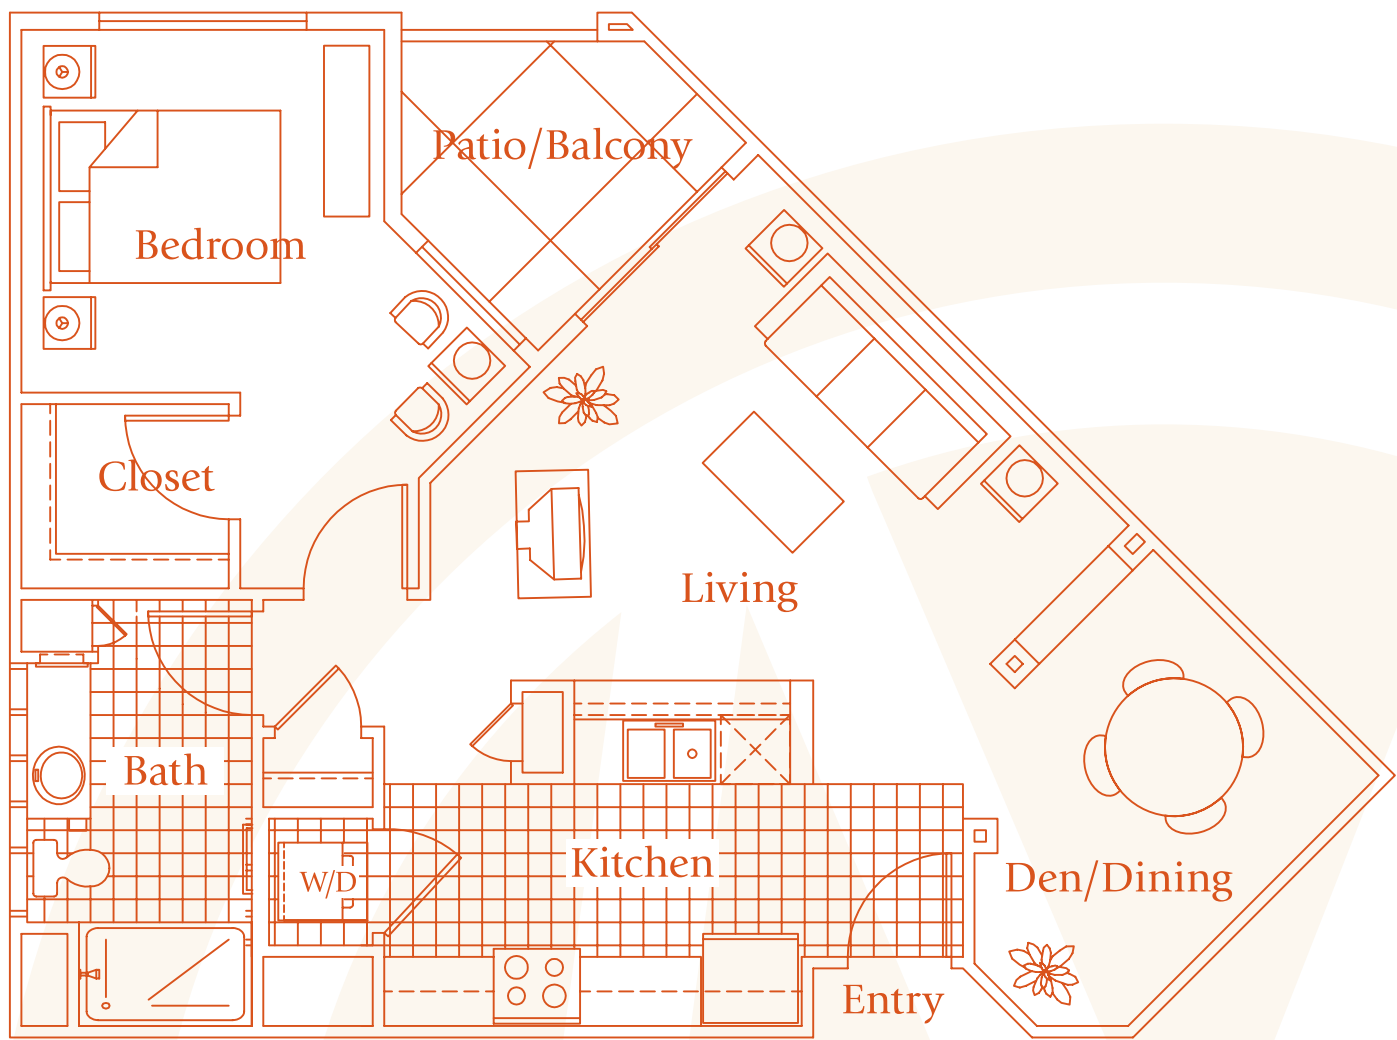 Patio/Balcony
Bedroom
Closet
Living
Bath
Kitchen
W/D
Den/Dining
Entry